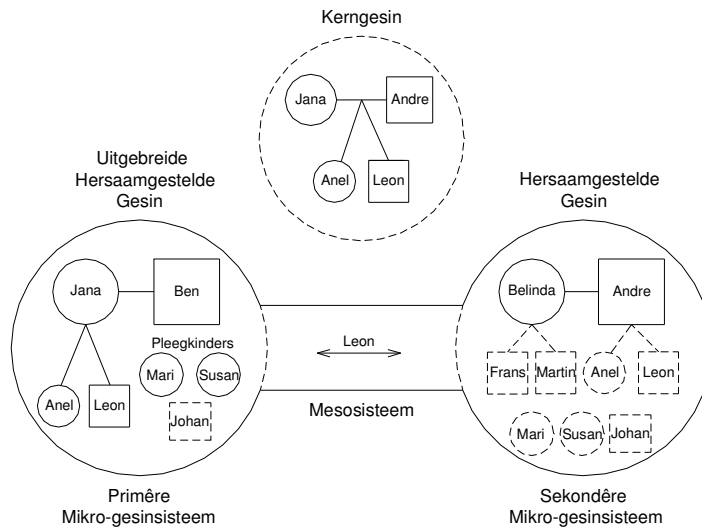 Kerngesin
Jana
Andre
Anel
Leon
Uitgebreide
Hersaamgestelde
Gesin
Jana
Ben
Pleegkinders
Mari
Susan
Anel
Leon
Johan
Primêre
Mikro-gesinsisteem
Leon
Mesosisteem
Hersaamgestelde
Gesin
Belinda
Andre
Frans
Martin
Anel
Leon
Mari
Susan
Johan
Sekondêre
Mikro-gesinsisteem